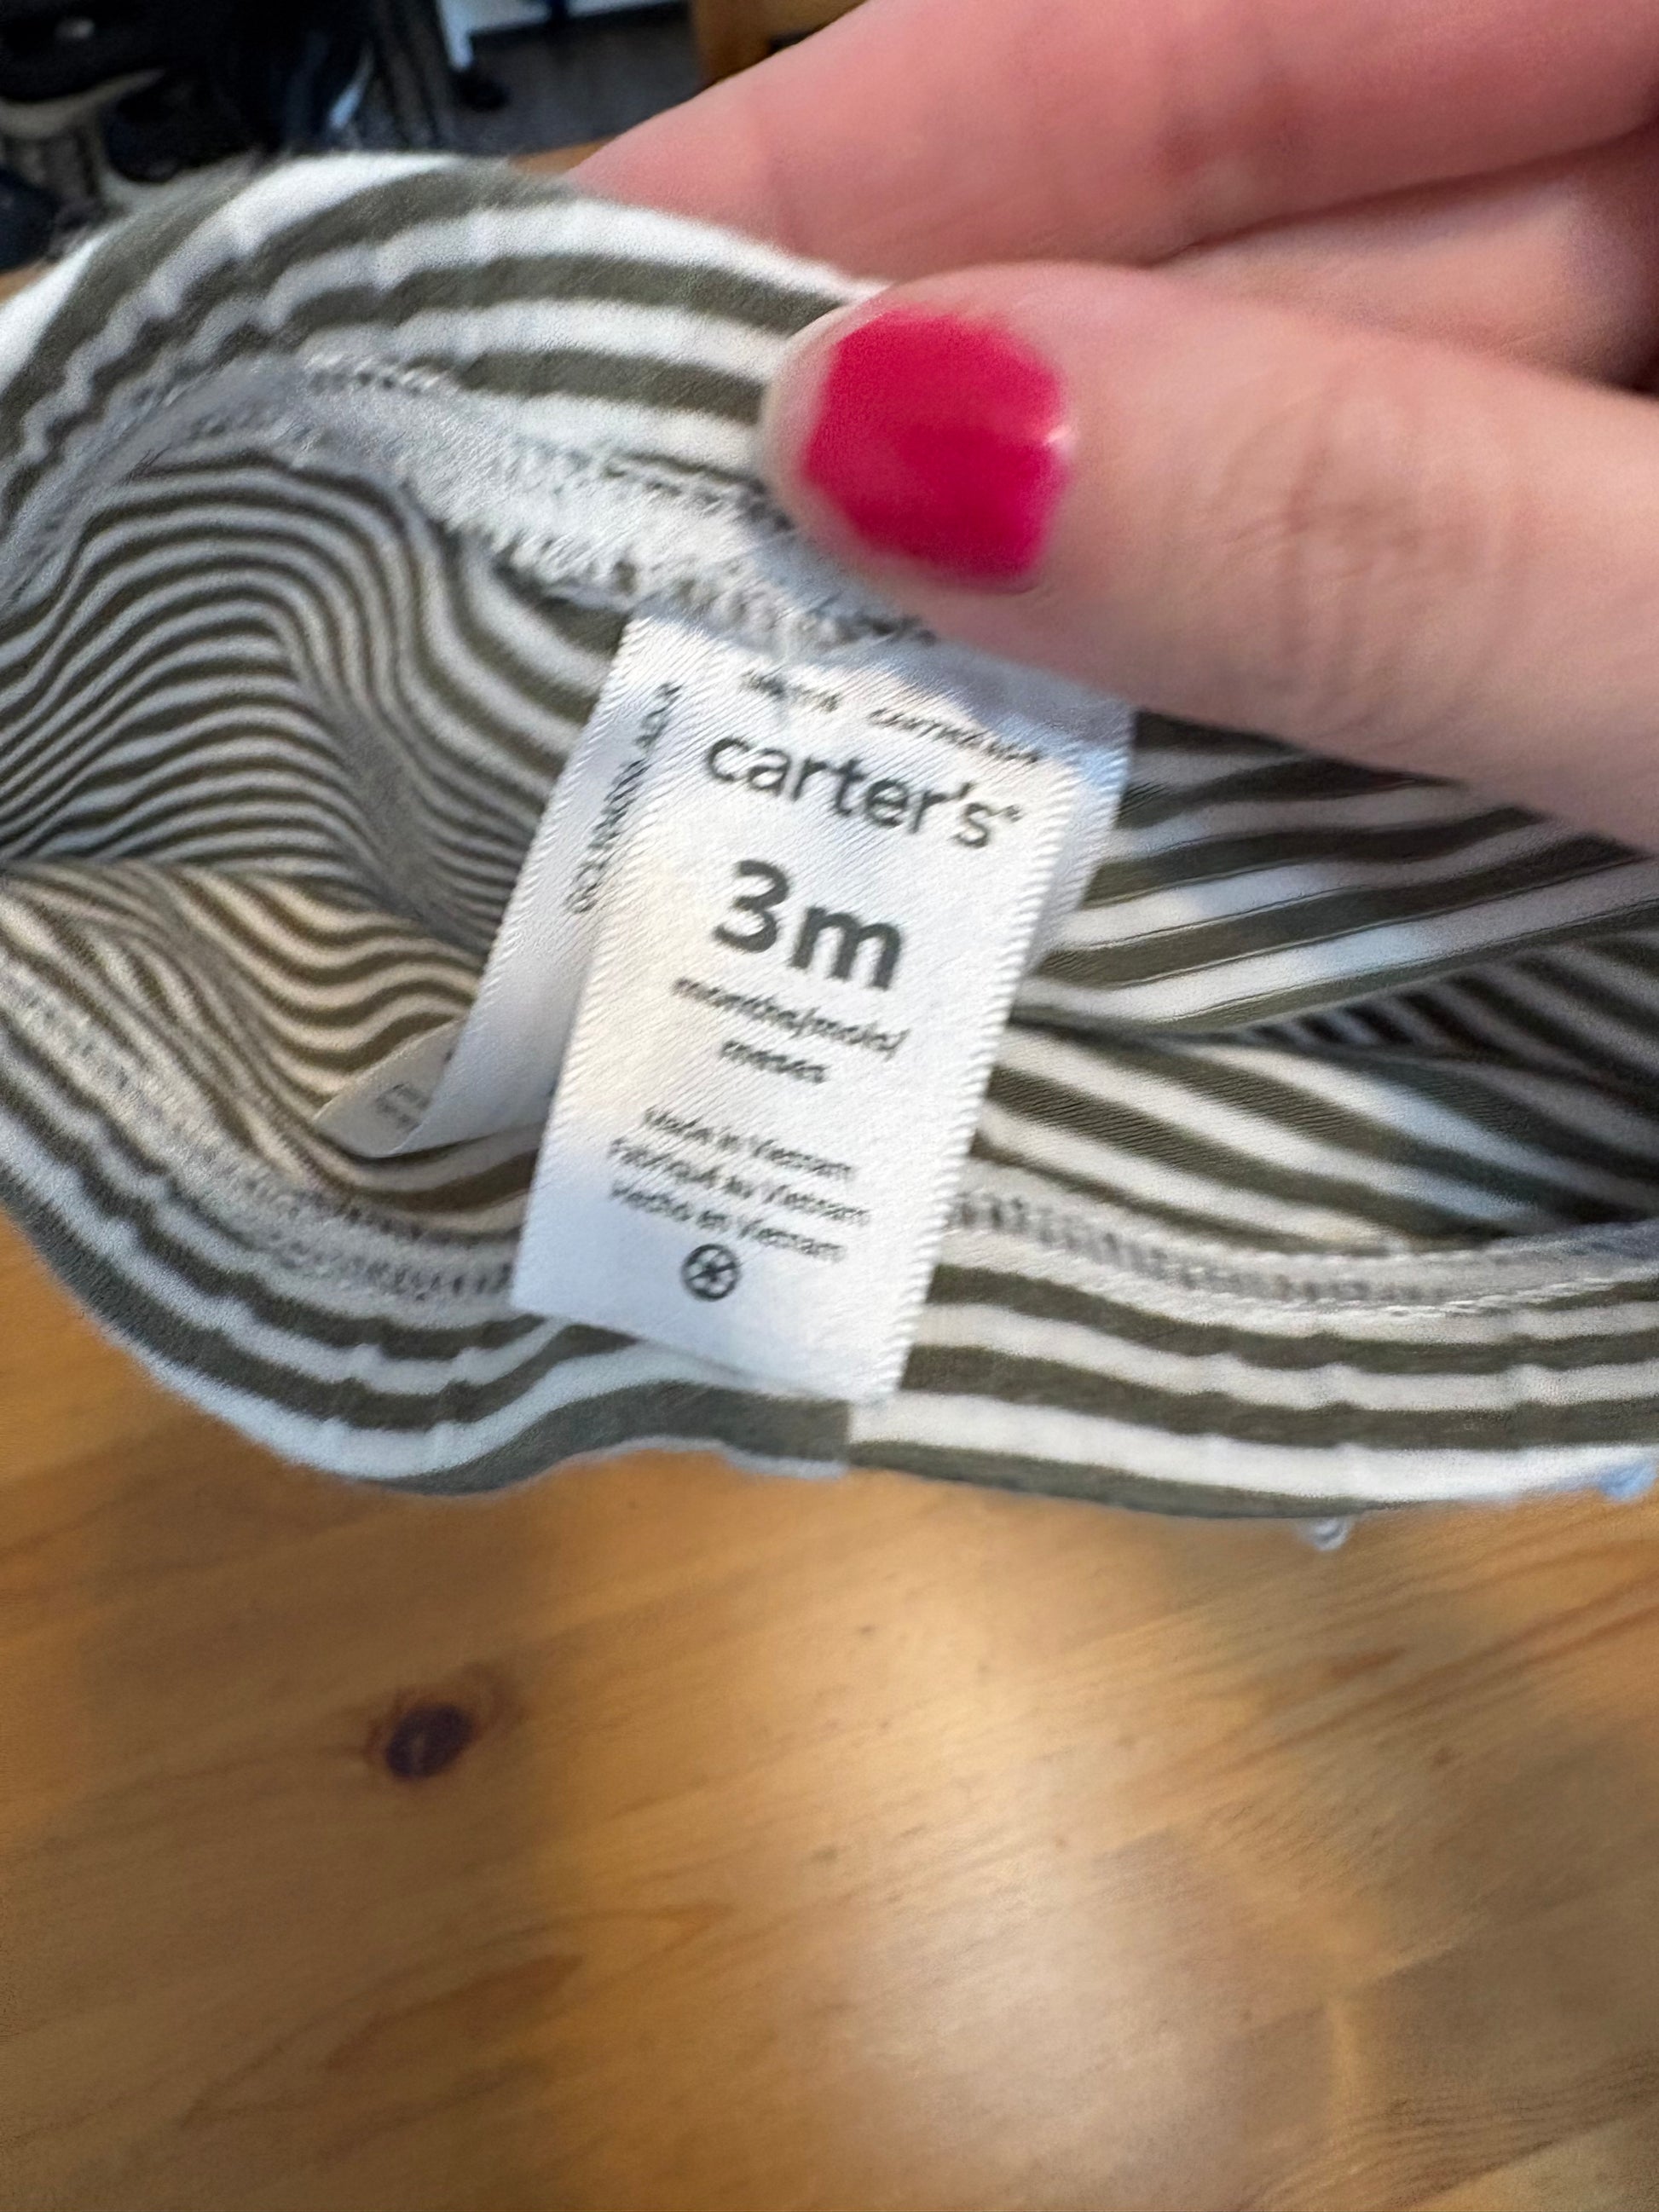 carter's®
3m
months/mois/
meses
Made in Vietnam
Fabriqué au Vietnam
Hecho en Vietnam